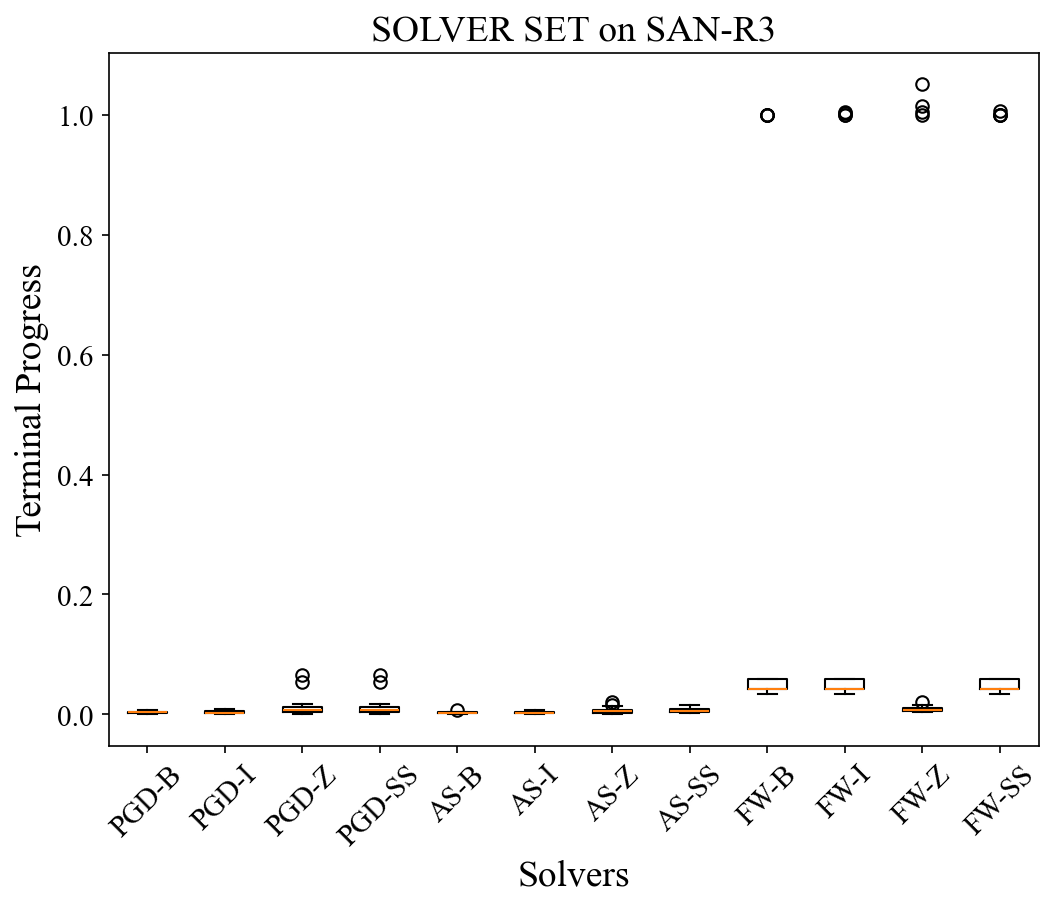 SOLVER SET on SAN-R3
Terminal Progress
1.0
0.8
0.6
0.4
0.2
0.0
PGD-B
PGD-I
PGD-Z
PGD-SS
AS-B
AS-I
AS-Z
AS-SS
FW-B
FW-I
FW-Z
FW-SS
Solvers